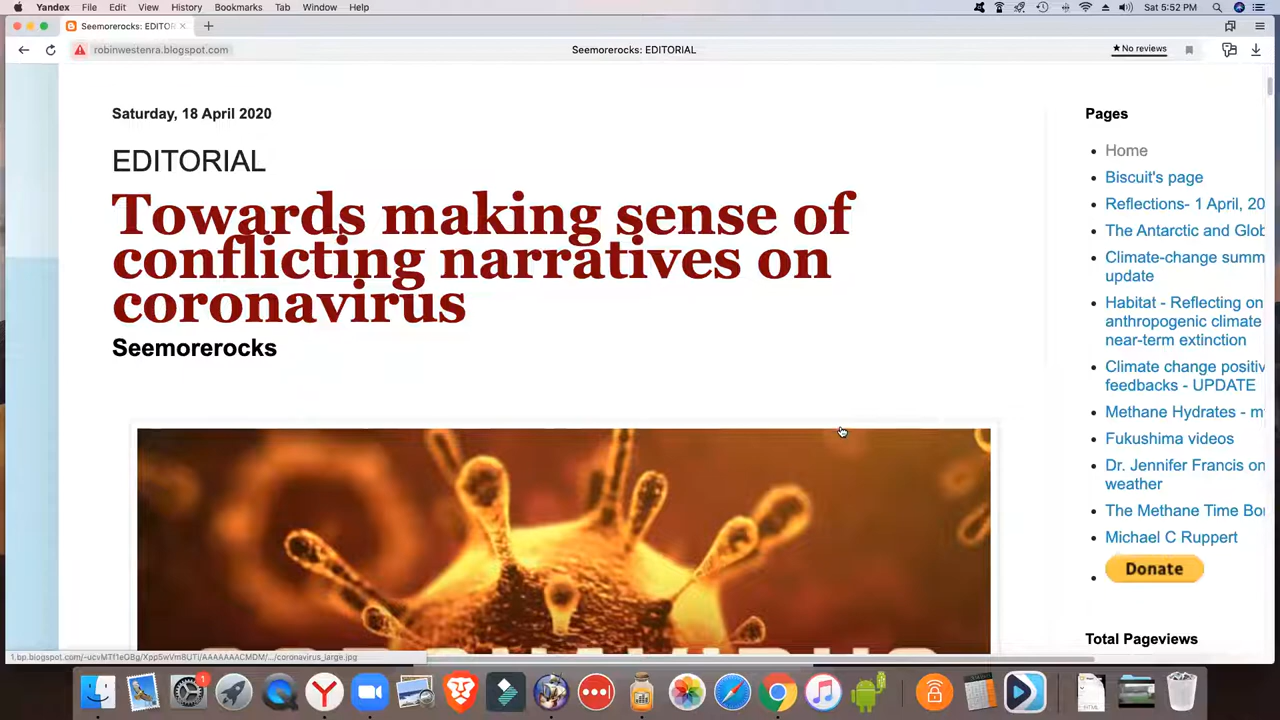 Yandex File Edit View History Bookmarks Tab Window Help Sat 5:52 PM
Seemorerocks: EDITOR
robinwestenra.blogspot.com Seemorerocks: EDITORIAL ★ No reviews
Saturday, 18 April 2020
EDITORIAL
Towards making sense of
conflicting narratives on
coronavirus
Seemorerocks
Pages
Home
Biscuit's page
Reflections- 1 April, 20
The Antarctic and Glob
Climate-change summ
update
Habitat - Reflecting on
anthropogenic climate
near-term extinction
Climate change positiv
feedbacks - UPDATE
Methane Hydrates - m
Fukushima videos
Dr. Jennifer Francis on
weather
The Methane Time Bo
Michael C Ruppert
Donate
Total Pageviews
1